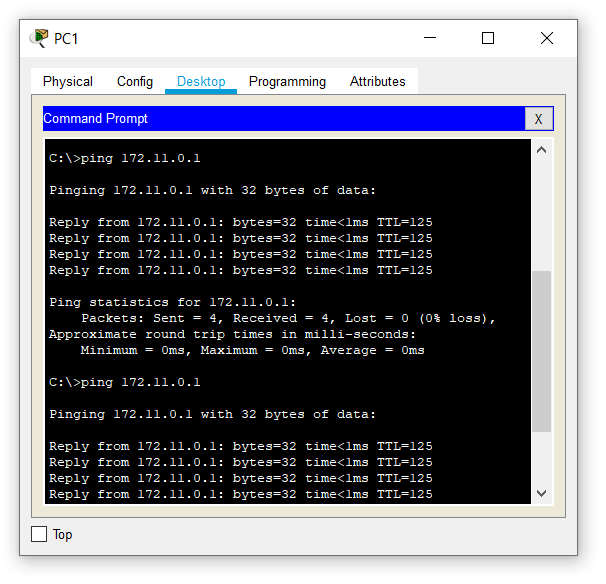 PC1
Physical Config Desktop Programming Attributes
Command Prompt X
C:\>ping 172.11.0.1
Pinging 172.11.0.1 with 32 bytes of data:
Reply from 172.11.0.1: bytes=32 time<1ms TTL=125
Reply from 172.11.0.1: bytes=32 time<1ms TTL=125
Reply from 172.11.0.1: bytes=32 time<1ms TTL=125
Reply from 172.11.0.1: bytes=32 time<1ms TTL=125
Ping statistics for 172.11.0.1:
    Packets: Sent = 4, Received = 4, Lost = 0 (0% loss),
Approximate round trip times in milli-seconds:
    Minimum = 0ms, Maximum = 0ms, Average = 0ms
C:\>ping 172.11.0.1
Pinging 172.11.0.1 with 32 bytes of data:
Reply from 172.11.0.1: bytes=32 time<1ms TTL=125
Reply from 172.11.0.1: bytes=32 time<1ms TTL=125
Reply from 172.11.0.1: bytes=32 time<1ms TTL=125
Reply from 172.11.0.1: bytes=32 time<1ms TTL=125
Top